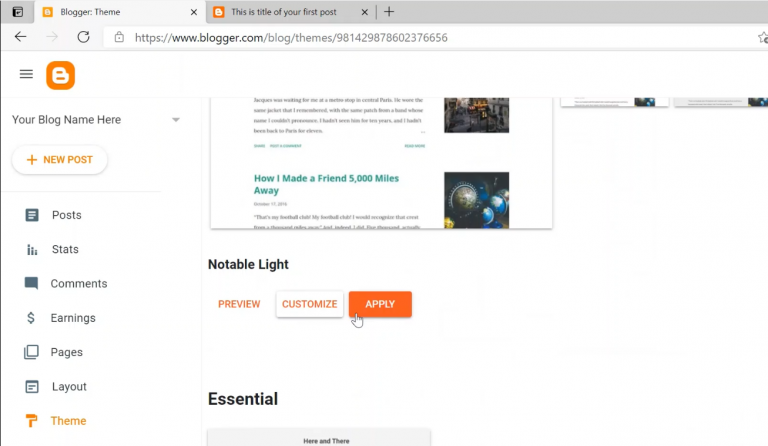 Blogger: Theme
This is title of your first post
https://www.blogger.com/blog/themes/981429878602376656
Your Blog Name Here
+ NEW POST
Posts
Stats
Comments
Earnings
Pages
Layout
Theme
Jacques was waiting for me at a metro stop in central Paris. He wore the
same jacket that I remembered, with the same patch from a band whose
name I couldn't pronounce. I hadn't seen him for ten years, and I hadn't
been back to Paris for eleven.
SHARE POST A COMMENT READ MORE
How I Made a Friend 5,000 Miles
Away
October 17, 2016
"That's my football club! My football club! I would recognize that crest
from a thousand miles away." And, indeed, I did. Five thousand, actually.
Notable Light
PREVIEW
CUSTOMIZE
APPLY
Essential
Here and There